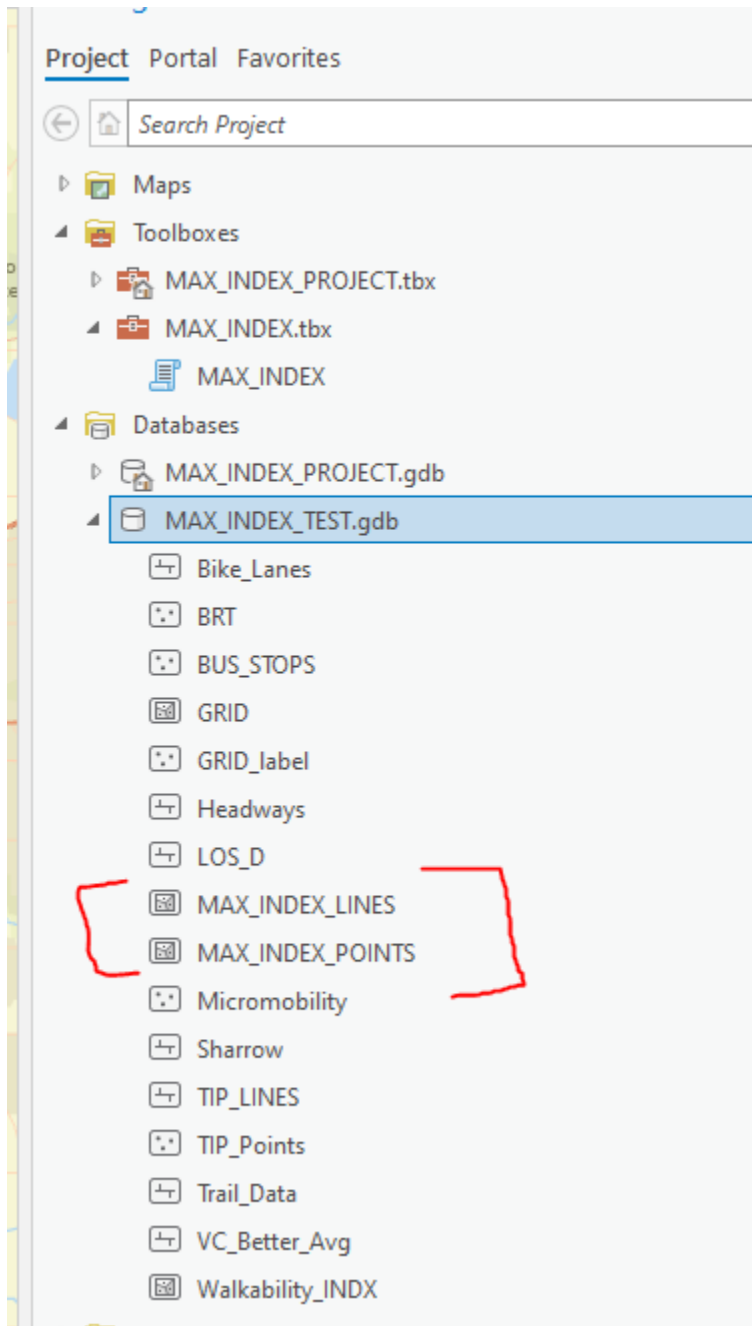 Project Portal Favorites
Search Project
Maps
Toolboxes
MAX_INDEX_PROJECT.tbx
MAX_INDEX.tbx
MAX_INDEX
Databases
MAX_INDEX_PROJECT.gdb
MAX_INDEX_TEST.gdb
Bike_Lanes
BRT
BUS_STOPS
GRID
GRID_label
Headways
LOS_D
MAX_INDEX_LINES
MAX_INDEX_POINTS
Micromobility
Sharrow
TIP_LINES
TIP_Points
Trail_Data
VC_Better_Avg
Walkability_INDX